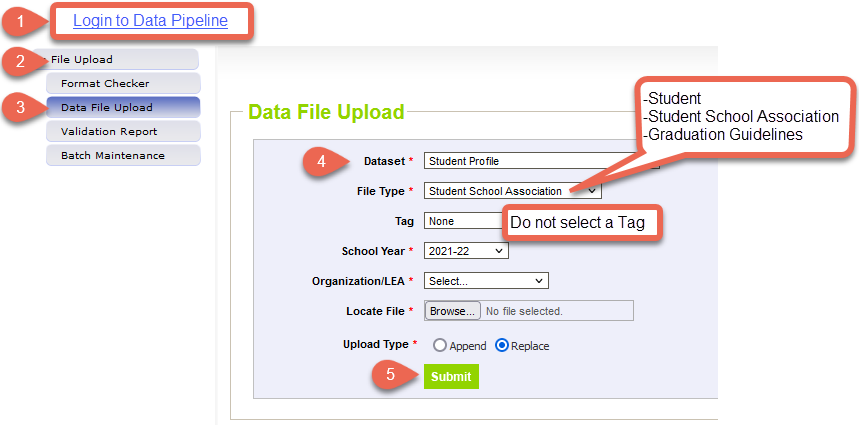 1 Login to Data Pipeline
2 File Upload
Format Checker
3 Data File Upload
Validation Report
Batch Maintenance
Data File Upload
-Student
-Student School Association
-Graduation Guidelines
4 Dataset * Student Profile
File Type * Student School Association
Tag None
Do not select a Tag
School Year * 2021-22
Organization/LEA * Select...
Locate File * Browse... No file selected.
Upload Type * Append Replace
5 Submit